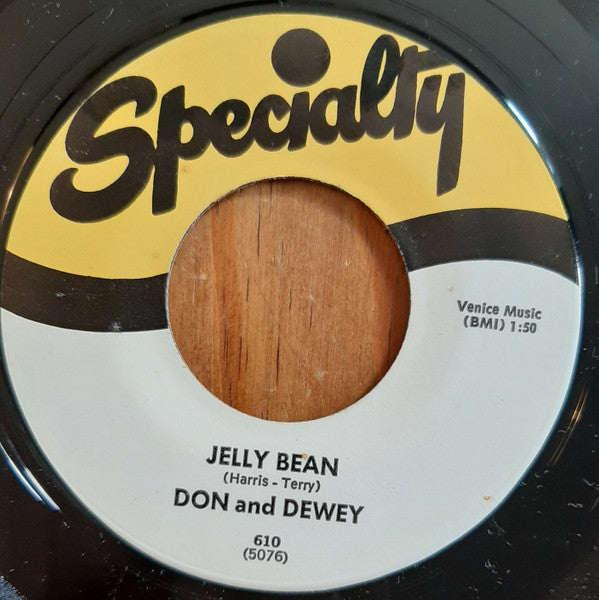 Specialty
Venice Music
(BMI) 1:50
JELLY BEAN
(Harris - Terry)
DON and DEWEY
610
(5076)